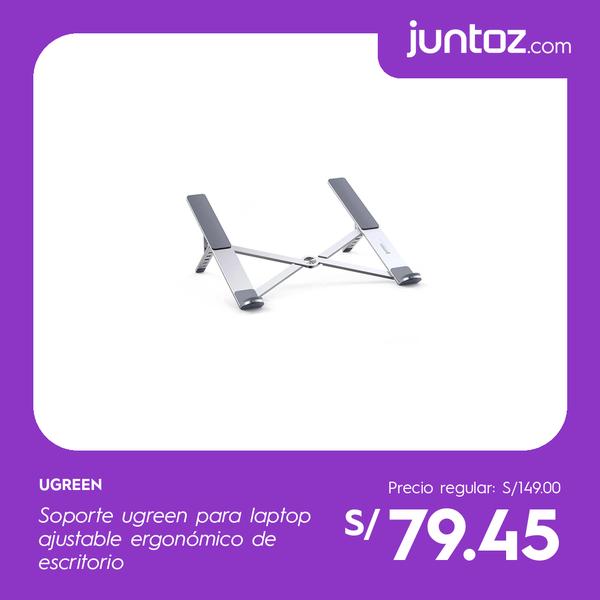 juntoz.com
UGREEN
Soporte ugreen para laptop
ajustable ergonómico de
escritorio
Precio regular: S/149.00
S/79.45